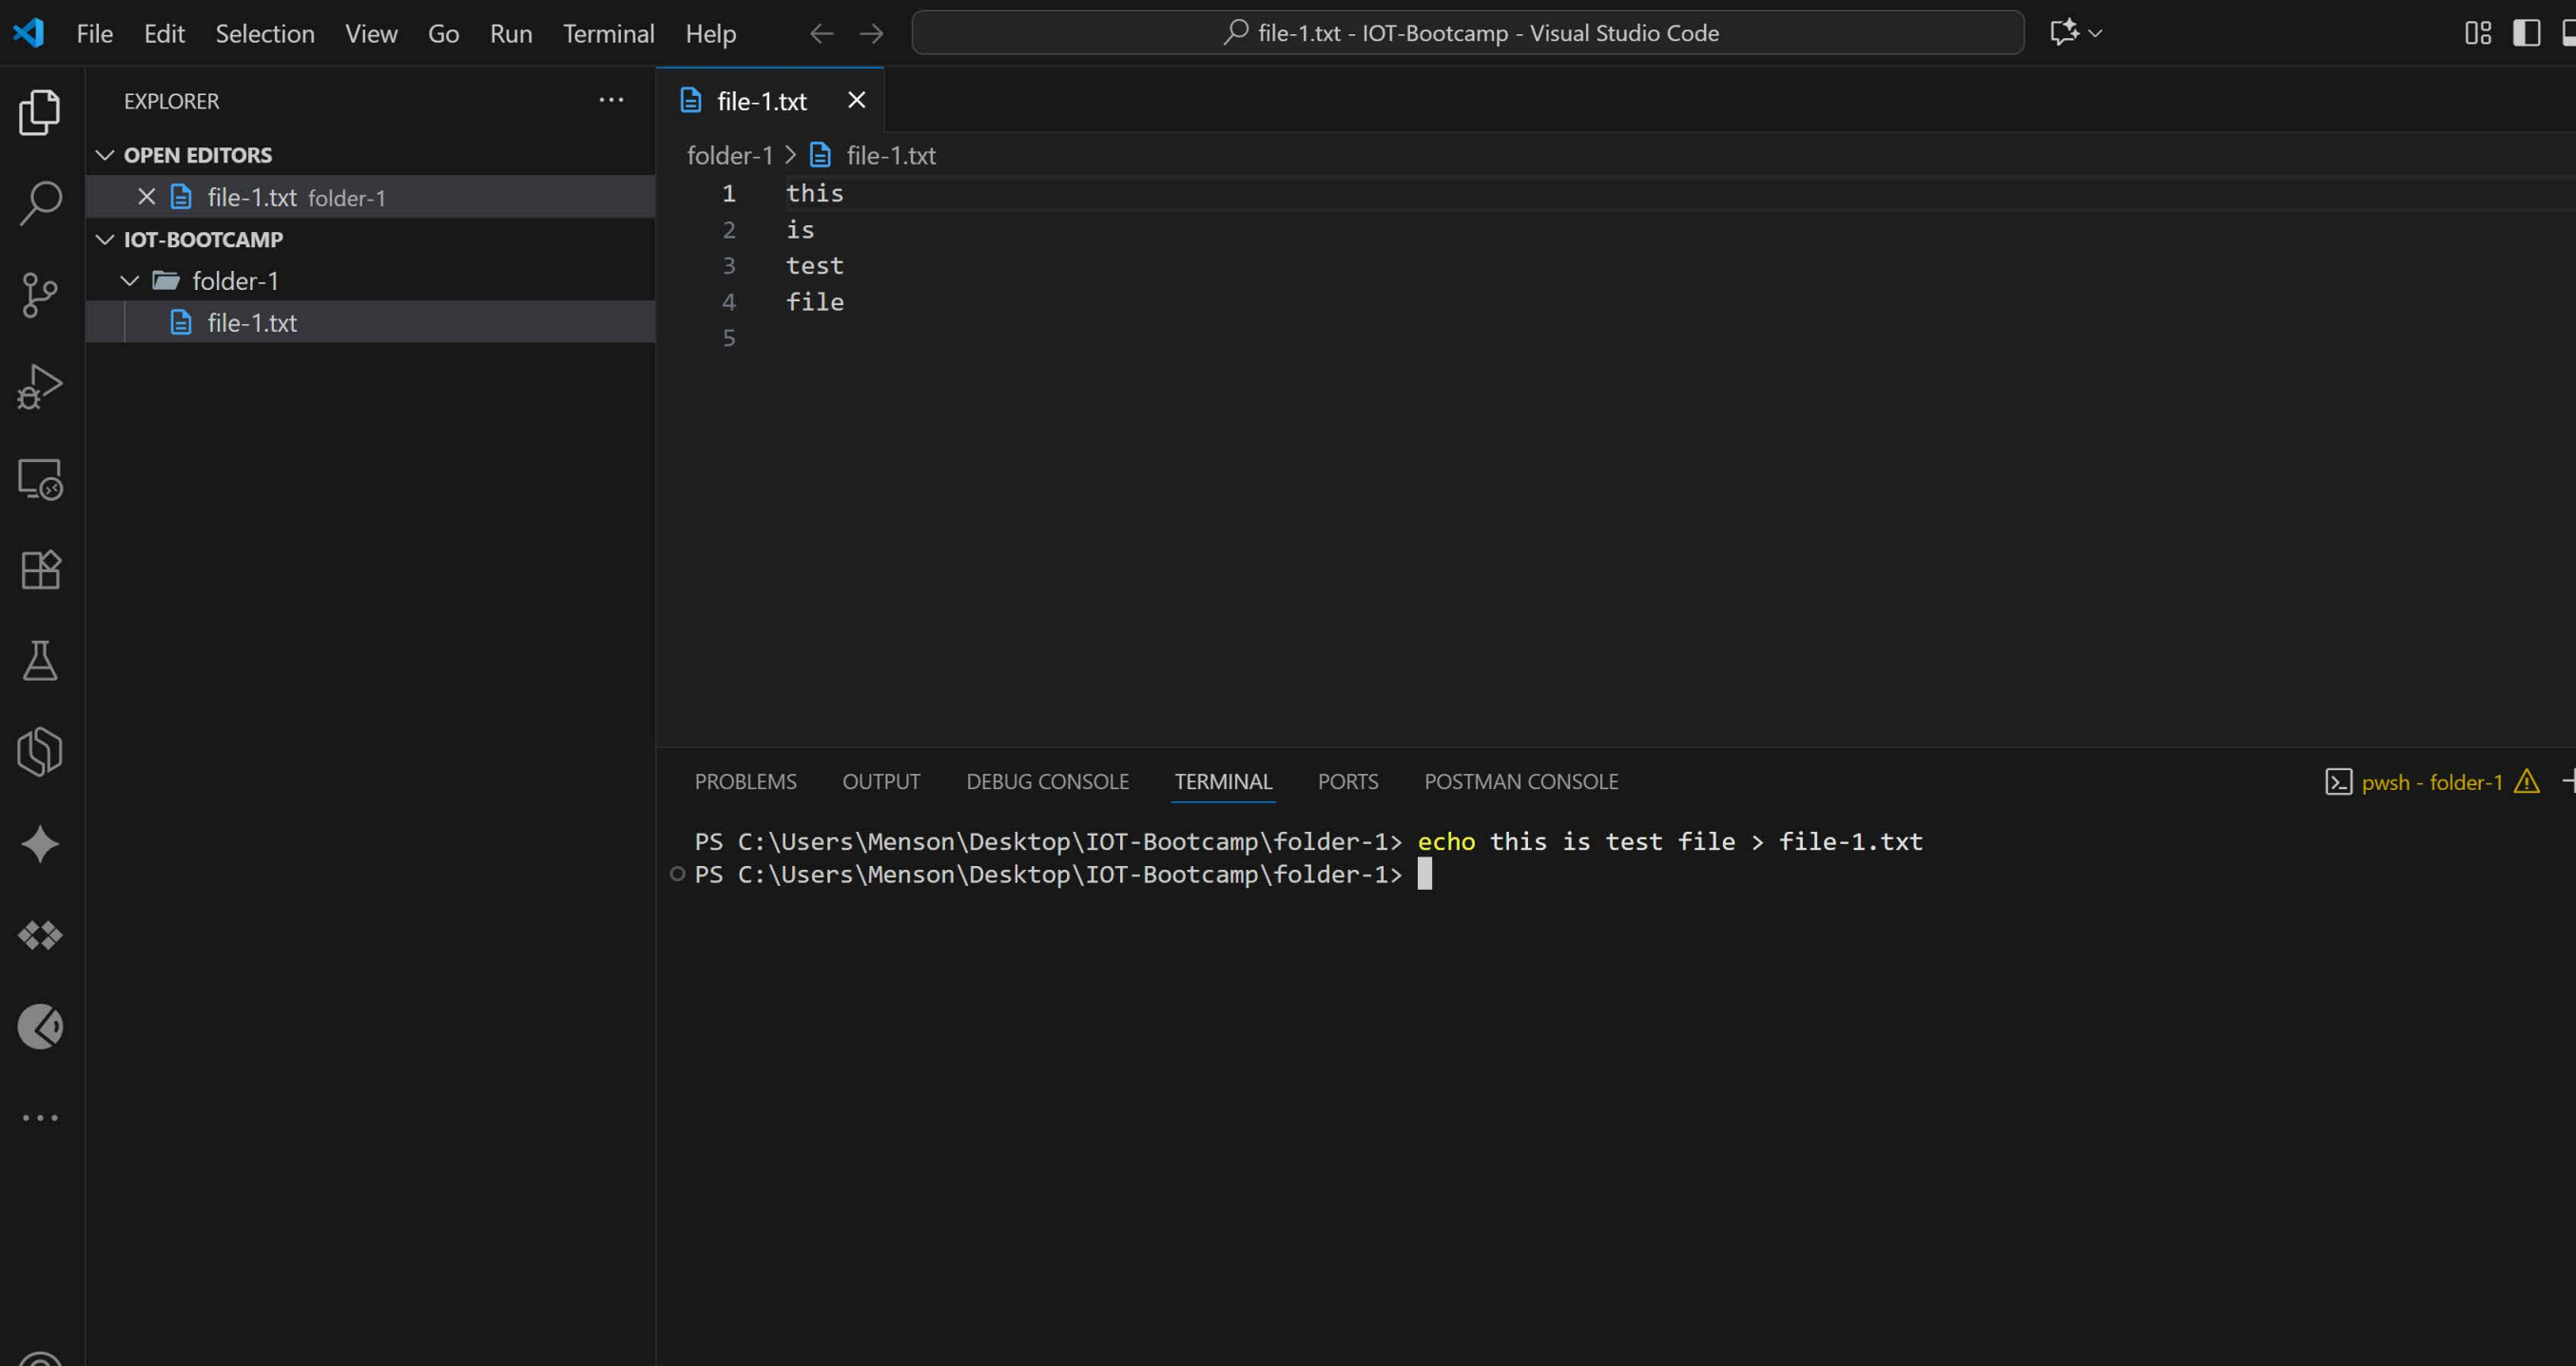 File Edit Selection View Go Run Terminal Help
file-1.txt - IOT-Bootcamp - Visual Studio Code
EXPLORER
OPEN EDITORS
file-1.txt folder-1
IOT-BOOTCAMP
folder-1
file-1.txt
file-1.txt
folder-1 > file-1.txt
1 this
2 is
3 test
4 file
5
PROBLEMS OUTPUT DEBUG CONSOLE TERMINAL PORTS POSTMAN CONSOLE
pwsh - folder-1
PS C:\Users\Menson\Desktop\IOT-Bootcamp\folder-1> echo this is test file > file-1.txt
PS C:\Users\Menson\Desktop\IOT-Bootcamp\folder-1>